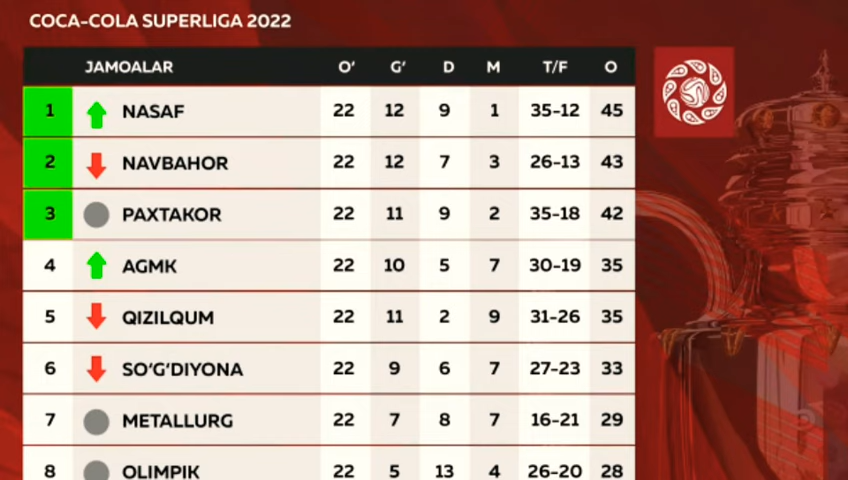 COCA-COLA SUPERLIGA 2022
JAMOALAR O' G' D M T/F O
1 NASAF 22 12 9 1 35-12 45
2 NAVBAHOR 22 12 7 3 26-13 43
3 PAXTAKOR 22 11 9 2 35-18 42
4 AGMK 22 10 5 7 30-19 35
5 QIZILQUM 22 11 2 9 31-26 35
6 SO'G'DIYONA 22 9 6 7 27-23 33
7 METALLURG 22 7 8 7 16-21 29
8 OLIMPIK 22 5 13 4 26-20 28